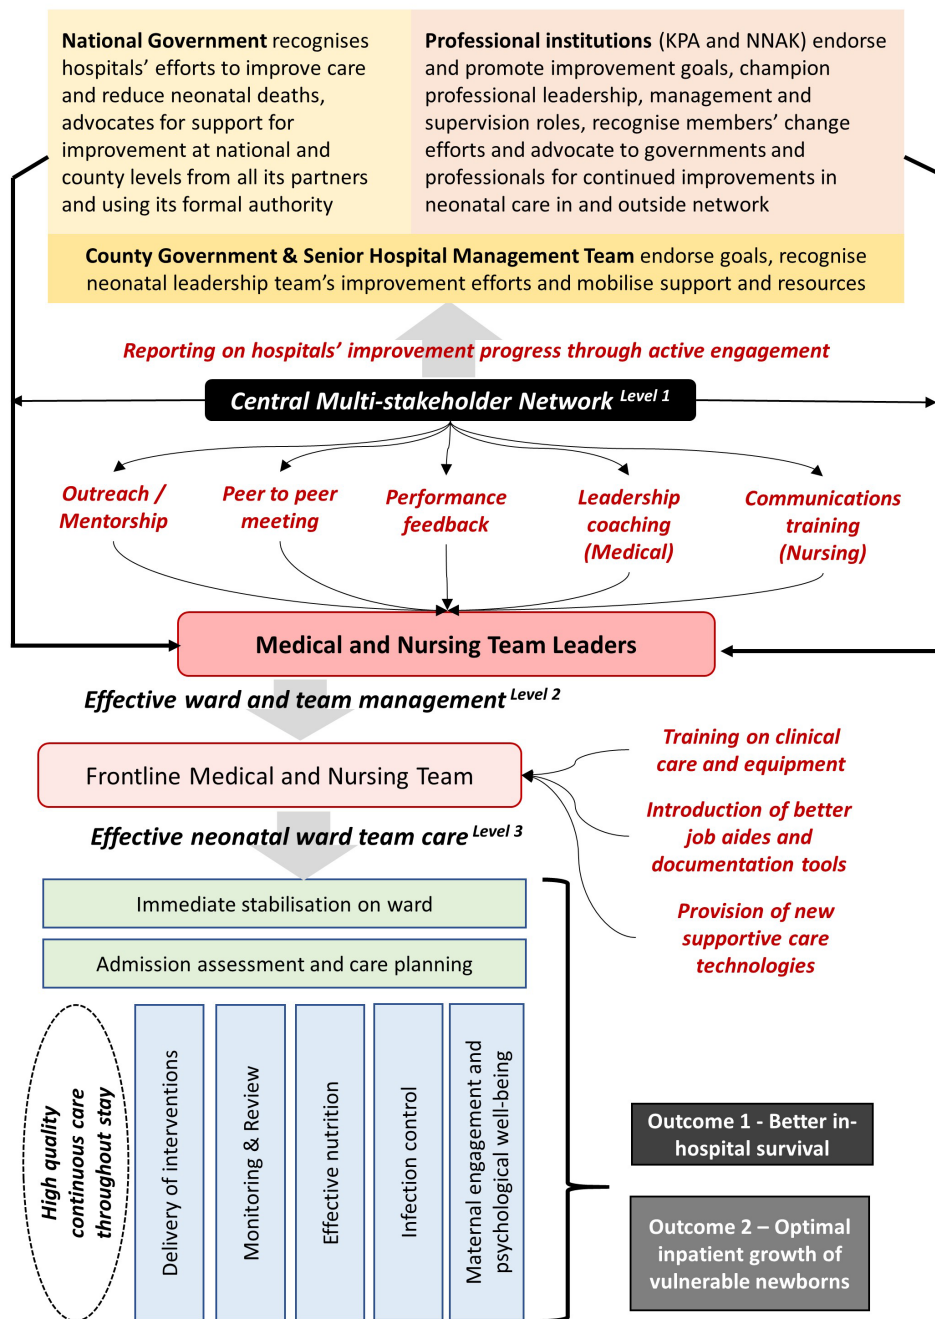 National Government recognises
hospitals’ efforts to improve care
and reduce neonatal deaths,
advocates for support for
improvement at national and
county levels from all its partners
and using its formal authority
Professional institutions (KPA and NNAK) endorse
and promote improvement goals, champion
professional leadership, management and
supervision roles, recognise members’ change
efforts and advocate to governments and
professionals for continued improvements in
neonatal care in and outside network
County Government & Senior Hospital Management Team endorse goals, recognise
neonatal leadership team’s improvement efforts and mobilise support and resources
Reporting on hospitals’ improvement progress through active engagement
Central Multi-stakeholder Network Level 1
Outreach /
Mentorship
Peer to peer
meeting
Performance
feedback
Leadership
coaching
(Medical)
Communications
training
(Nursing)
Medical and Nursing Team Leaders
Effective ward and team management Level 2
Frontline Medical and Nursing Team
Training on clinical
care and equipment
Introduction of better
job aides and
documentation tools
Provision of new
supportive care
technologies
Effective neonatal ward team care Level 3
Immediate stabilisation on ward
Admission assessment and care planning
High quality
continuous care
throughout stay
Delivery of interventions
Monitoring & Review
Effective nutrition
Infection control
Maternal engagement and
psychological well-being
Outcome 1 - Better in-
hospital survival
Outcome 2 – Optimal
inpatient growth of
vulnerable newborns